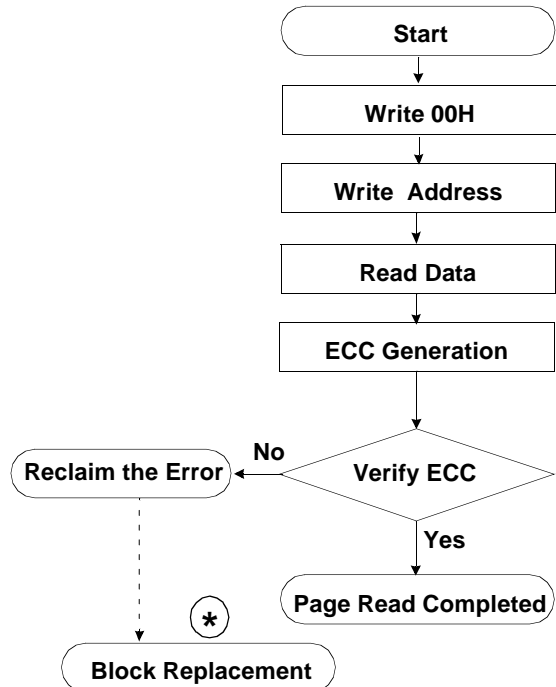 Start
Write 00H
Write Address
Read Data
ECC Generation
No
Reclaim the Error
Verify ECC
Yes
Page Read Completed
*
Block Replacement